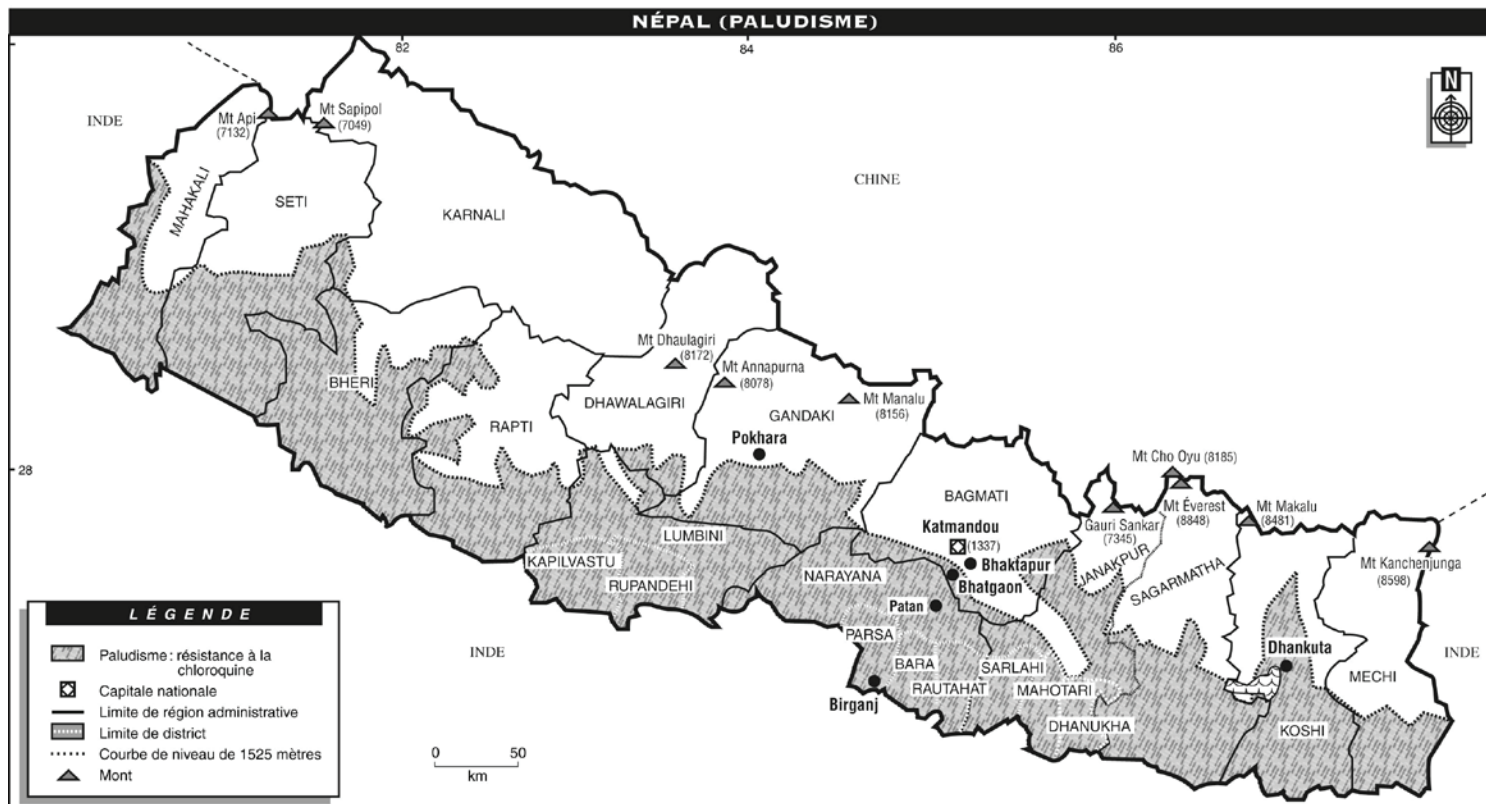 NÉPAL (PALUDISME)
82
84
86
N
INDE
Mt Api
(7132)
Mt Sapipol
(7049)
CHINE
MAHAKALI
SETI
KARNALI
Mt Dhaulagiri
(8172)
Mt Annapurna
(8078)
BHERI
DHAWALAGIRI
GANDAKI
Mt Manalu
(8156)
RAPTI
Pokhara
28
Mt Cho Oyu (8185)
BAGMATI
Mt Éverest
(8848)
Mt Makalu
(8481)
Gauri Sankar
(7345)
Katmandou
(1337)
LUMBINI
KAPILVASTU
Bhaktapur
JANAKPUR
Mt Kanchenjunga
(8598)
NARAYANA
RUPANDEHI
Bhatgaon
SAGARMATHA
Patan
PARSA
INDE
INDE
Dhankuta
BARA
SARLAHI
MECHI
RAUTAHAT
MAHOTARI
Birganj
DHANUKHA
KOSHI
LÉGENDE
Paludisme : résistance à la
chloroquine
Capitale nationale
Limite de région administrative
Limite de district
Courbe de niveau de 1525 mètres
Mont
0 50
km